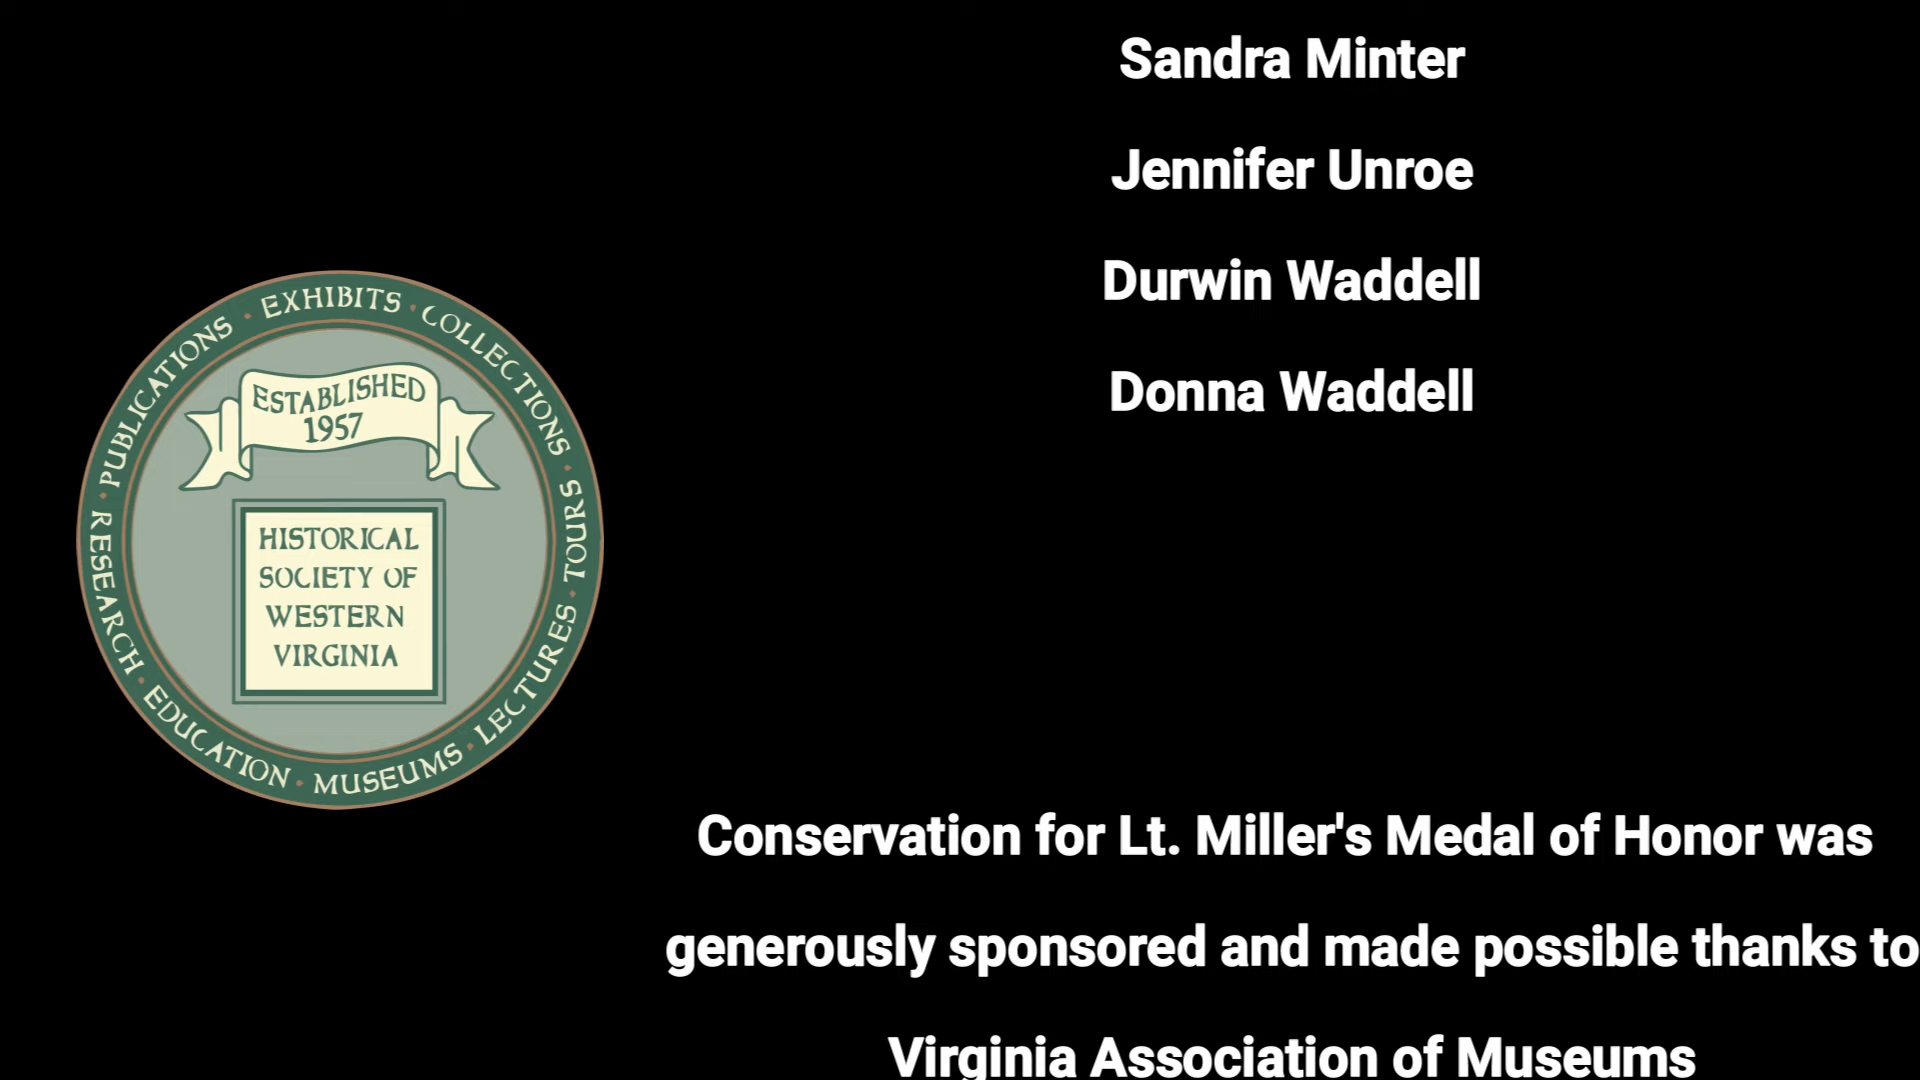 Sandra Minter
Jennifer Unroe
Durwin Waddell
Donna Waddell
RESEARCH · PUBLICATIONS · EXHIBITS · COLLECTIONS · TOURS · LECTURES · MUSEUMS · EDUCATION ·
ESTABLISHED
1957
HISTORICAL
SOCIETY OF
WESTERN
VIRGINIA
Conservation for Lt. Miller's Medal of Honor was
generously sponsored and made possible thanks to
Virginia Association of Museums